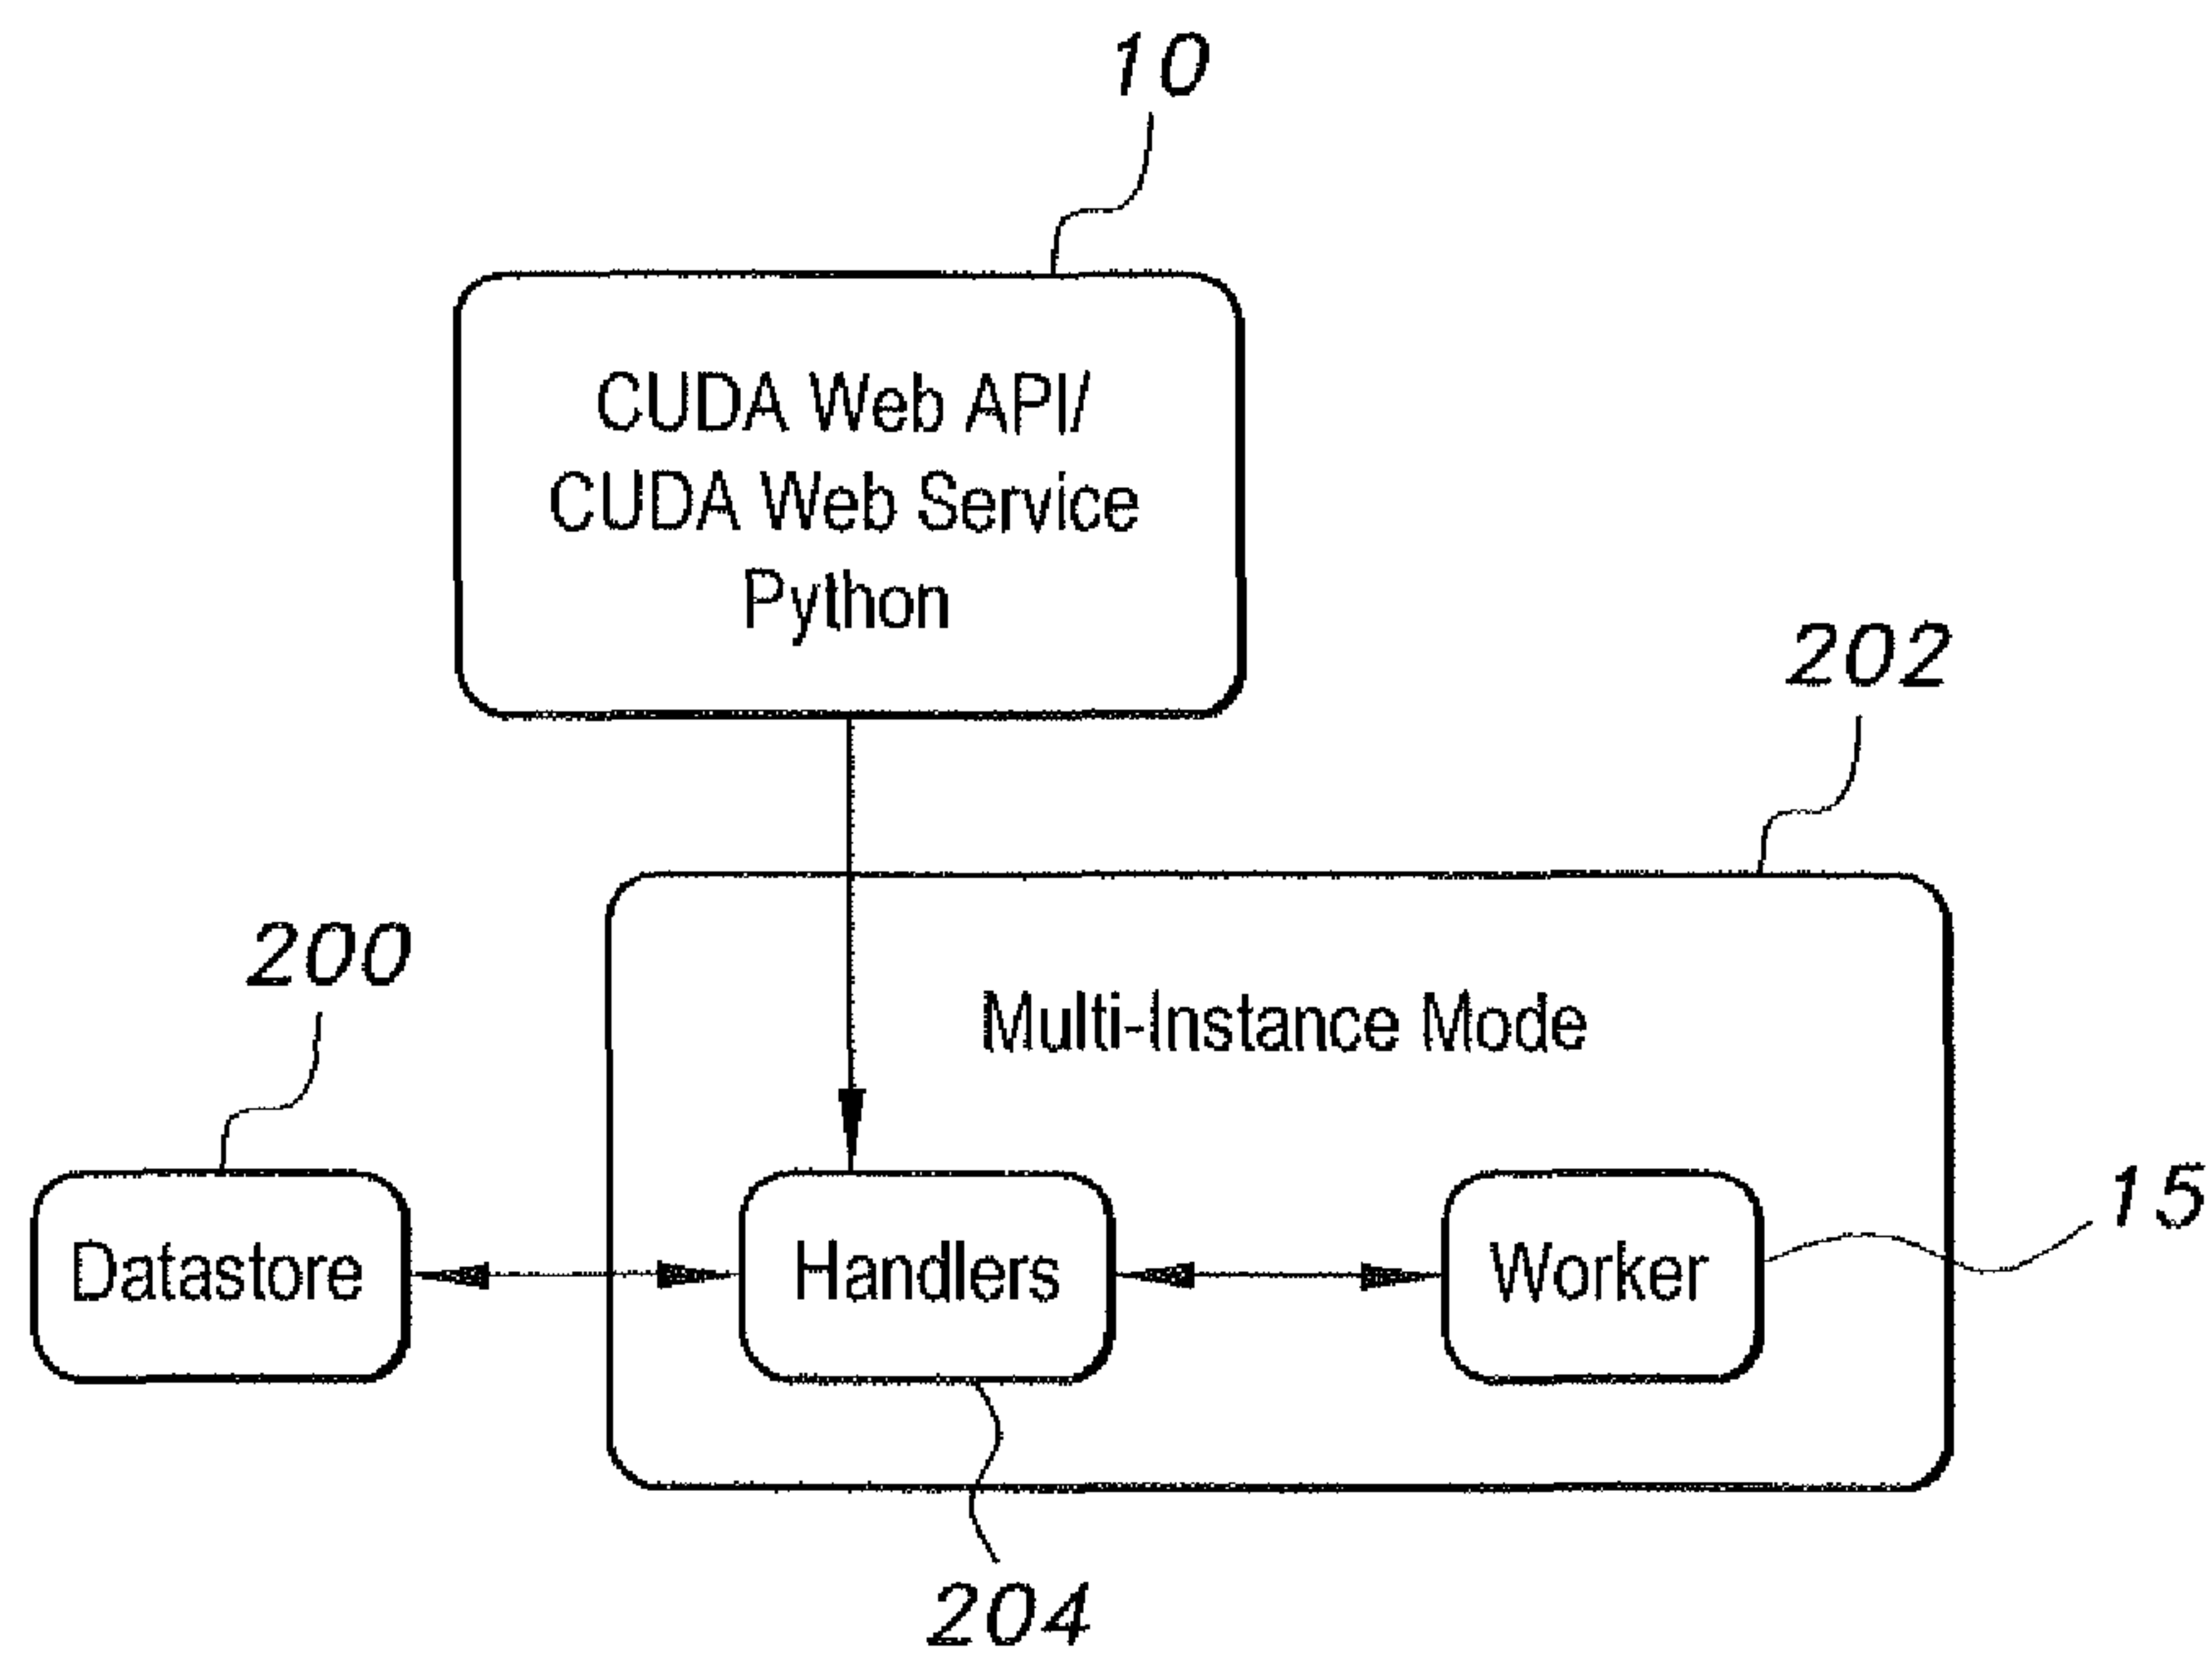 10
CUDA Web API/
CUDA Web Service
Python
202
200
Multi-Instance Mode
15
Datastore
Handlers
Worker
204